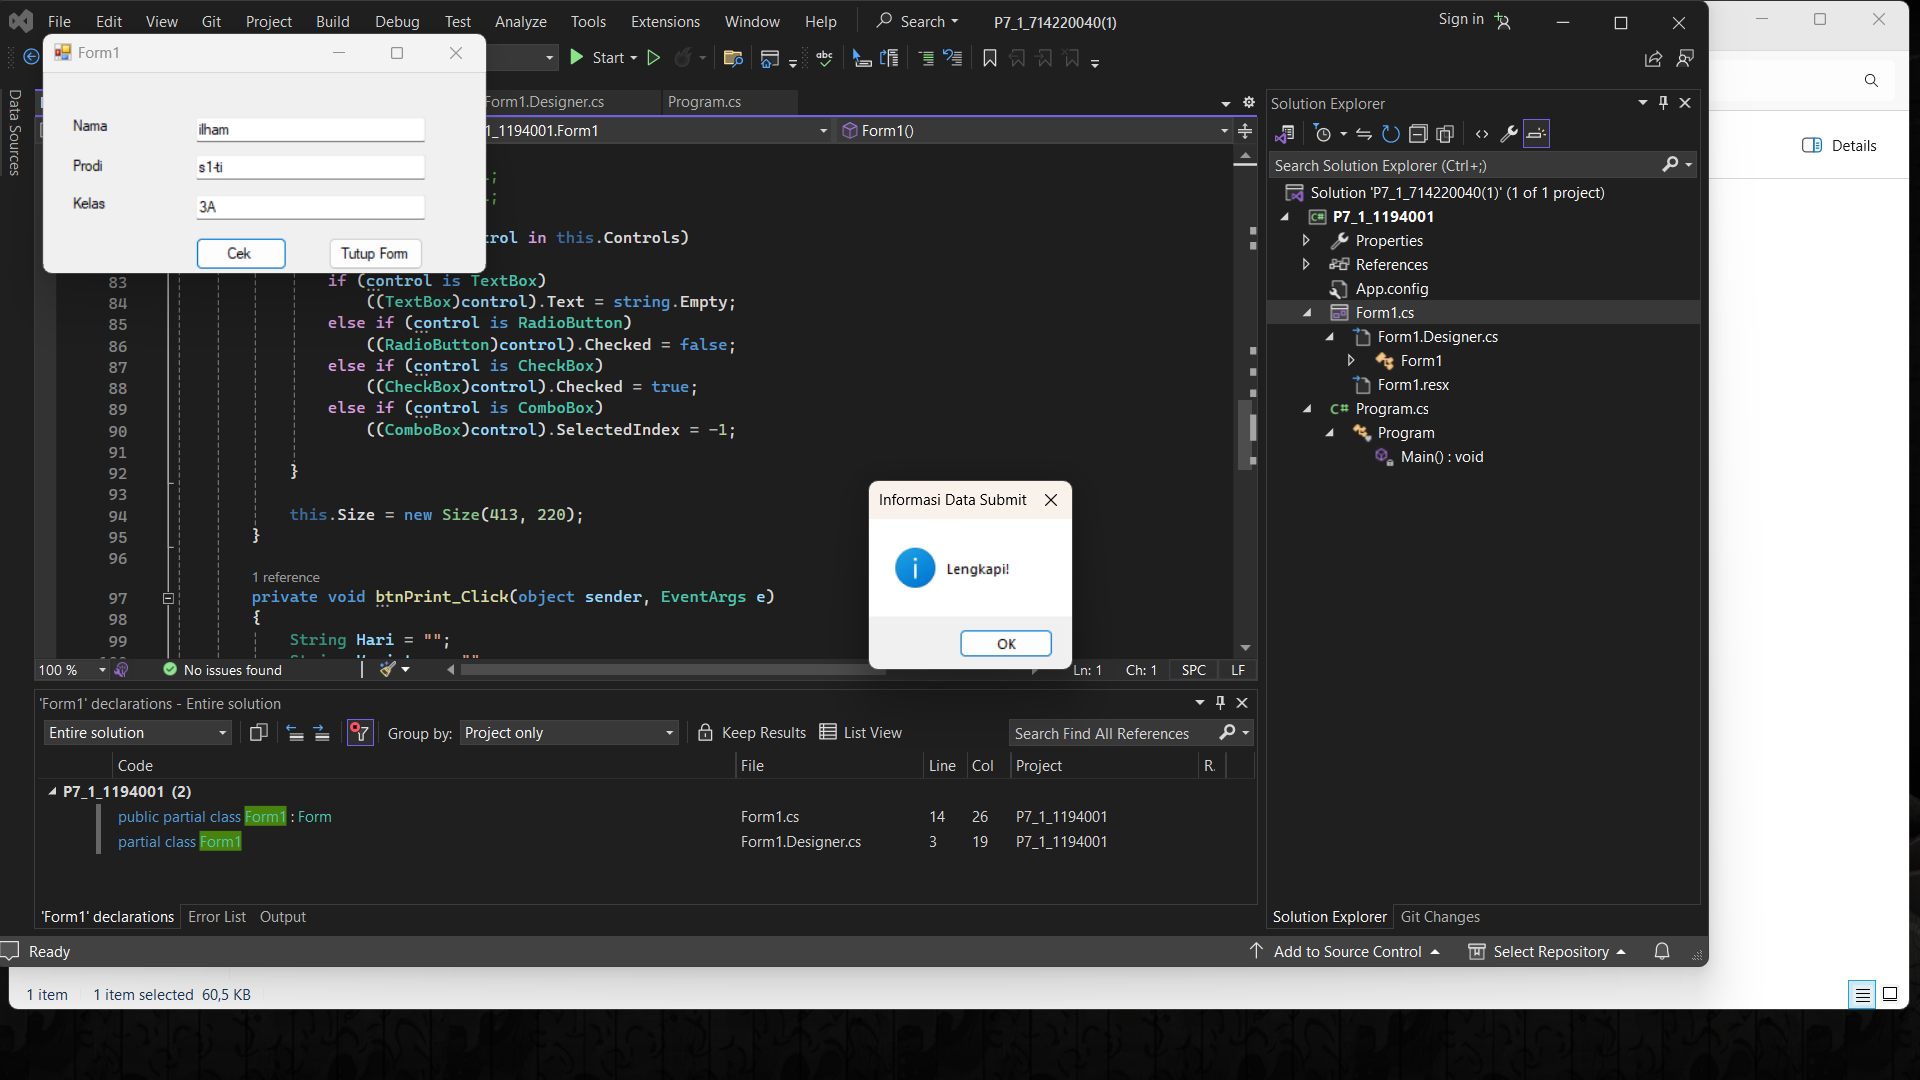 File Edit View Git Project Build Debug Test Analyze Tools Extensions Window Help Search P7_1_714220040(1) Sign in
Start
Form1
Nama ilham
Prodi s1-ti
Kelas 3A
Cek Tutup Form
Data Sources
Form1.Designer.cs Program.cs
1_1194001.Form1 Form1()
;
;
rol in this.Controls)
83 if (control is TextBox)
84 ((TextBox)control).Text = string.Empty;
85 else if (control is RadioButton)
86 ((RadioButton)control).Checked = false;
87 else if (control is CheckBox)
88 ((CheckBox)control).Checked = true;
89 else if (control is ComboBox)
90 ((ComboBox)control).SelectedIndex = -1;
91
92 }
93
94 this.Size = new Size(413, 220);
95 }
96
1 reference
97 private void btnPrint_Click(object sender, EventArgs e)
98 {
99 String Hari = "";
100 % No issues found Ln: 1 Ch: 1 SPC LF
Informasi Data Submit
Lengkapi!
OK
'Form1' declarations - Entire solution
Entire solution Group by: Project only Keep Results List View Search Find All References
Code File Line Col Project R.
P7_1_1194001 (2)
public partial class Form1 : Form Form1.cs 14 26 P7_1_1194001
partial class Form1 Form1.Designer.cs 3 19 P7_1_1194001
'Form1' declarations Error List Output
Solution Explorer
Search Solution Explorer (Ctrl+;)
Solution 'P7_1_714220040(1)' (1 of 1 project)
C# P7_1_1194001
Properties
References
App.config
Form1.cs
Form1.Designer.cs
Form1
Form1.resx
C# Program.cs
Program
Main() : void
Solution Explorer Git Changes
Ready Add to Source Control Select Repository
Details
1 item 1 item selected 60,5 KB